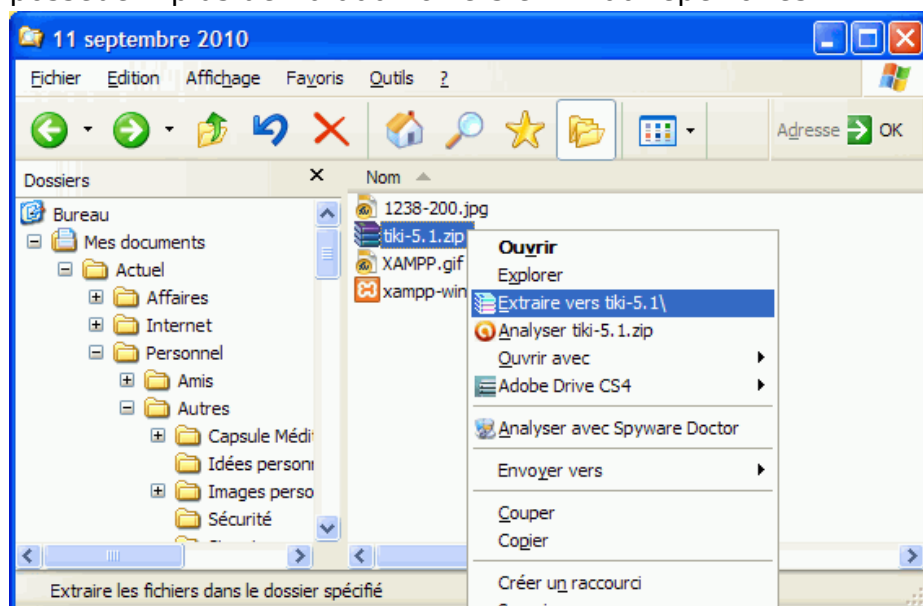 11 septembre 2010
Fichier Edition Affichage Favoris Outils ?
Adresse OK
Dossiers
Nom
Bureau
Mes documents
Actuel
Affaires
Internet
Personnel
Amis
Autres
Capsule
Idées
Images perso
Sécurité
1238-200.jpg
tiki-5.1.zip
XAMPP.gif
xampp-win
Ouvrir
Explorer
Extraire vers tiki-5.1\
Analyser tiki-5.1.zip
Ouvrir avec
Adobe Drive CS4
Analyser avec Spyware Doctor
Envoyer vers
Couper
Copier
Créer un raccourci
Extraire les fichiers dans le dossier spécifié